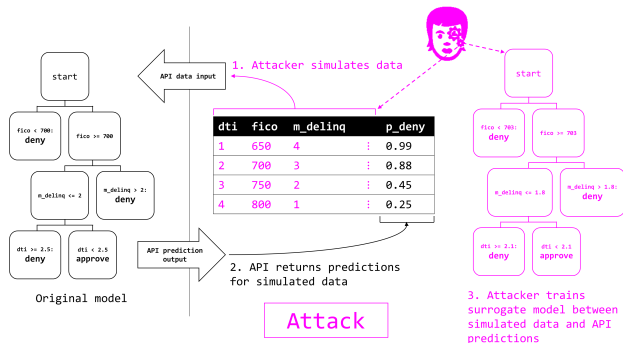 1. Attacker simulates data
API data input
start
fico < 700:
deny
fico >= 700
m_delinq <= 2
m_delinq > 2:
deny
dti >= 2.5:
deny
dti < 2.5
approve
Original model
dti fico m_delinq p_deny
1 650 4 ⋮ 0.99
2 700 3 ⋮ 0.88
3 750 2 ⋮ 0.45
4 800 1 ⋮ 0.25
API prediction
output
2. API returns predictions
for simulated data
Attack
start
fico < 703:
deny
fico >= 703
m_delinq <= 1.8
m_delinq > 1.8:
deny
dti >= 2.1:
deny
dti < 2.1
approve
3. Attacker trains
surrogate model between
simulated data and API
predictions